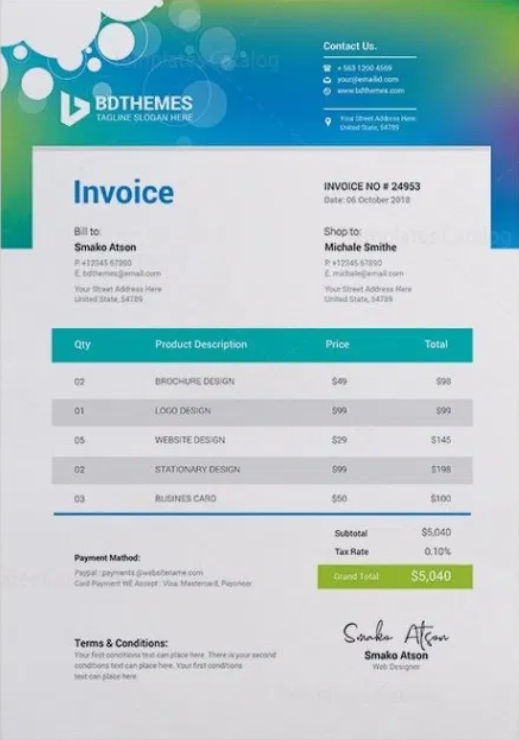 Contact Us.
+ 563 1200 4569
your@emailid.com
www.bdthemes.com
Your Street Address Here
United State, 54789
BDTHEMES
TAGLINE SLOGAN HERE
Invoice
INVOICE NO # 24953
Date: 06 October 2018
Bill to:
Smako Atson
P. +12345 67890
E. bdthemes@email.com
Your Street Address Here
United State, 54789
Shop to:
Michale Smithe
P. +12345 67890
E. michale@email.com
Your Street Address Here
United State, 54789
Qty Product Description Price Total
02 BROCHURE DESIGN $49 $98
01 LOGO DESIGN $99 $99
05 WEBSITE DESIGN $29 $145
02 STATIONARY DESIGN $99 $198
03 BUSINES CARD $50
Subtotal $5,040
Tax Rate 0.10%
Grand Total $5,040
Payment Mathod:
Paypal : payments @websitename.com
Card Payment WE Accept : Visa, Mastercard, Payoneer.
Smako Atson
Smako Atson
Web Designer
Terms & Conditions:
Your first conditions text can place here. There is your second
conditions text can place here. Your first conditions
text can place here.